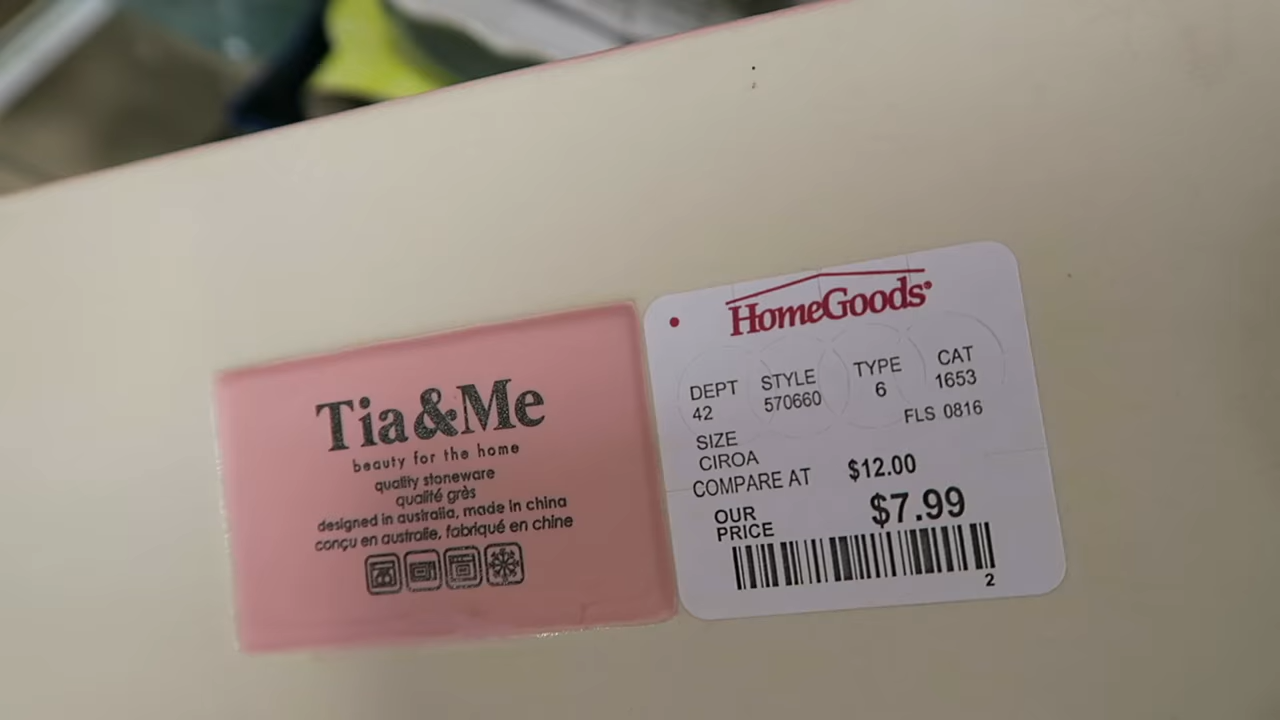 Tia&Me
beauty for the home
quality stoneware
qualité grès
designed in australia, made in china
conçu en australie, fabriqué en chine
HomeGoods®
DEPT STYLE TYPE CAT
42 570660 6 1653
FLS 0816
SIZE
CIROA
COMPARE AT $12.00
OUR PRICE $7.99
2